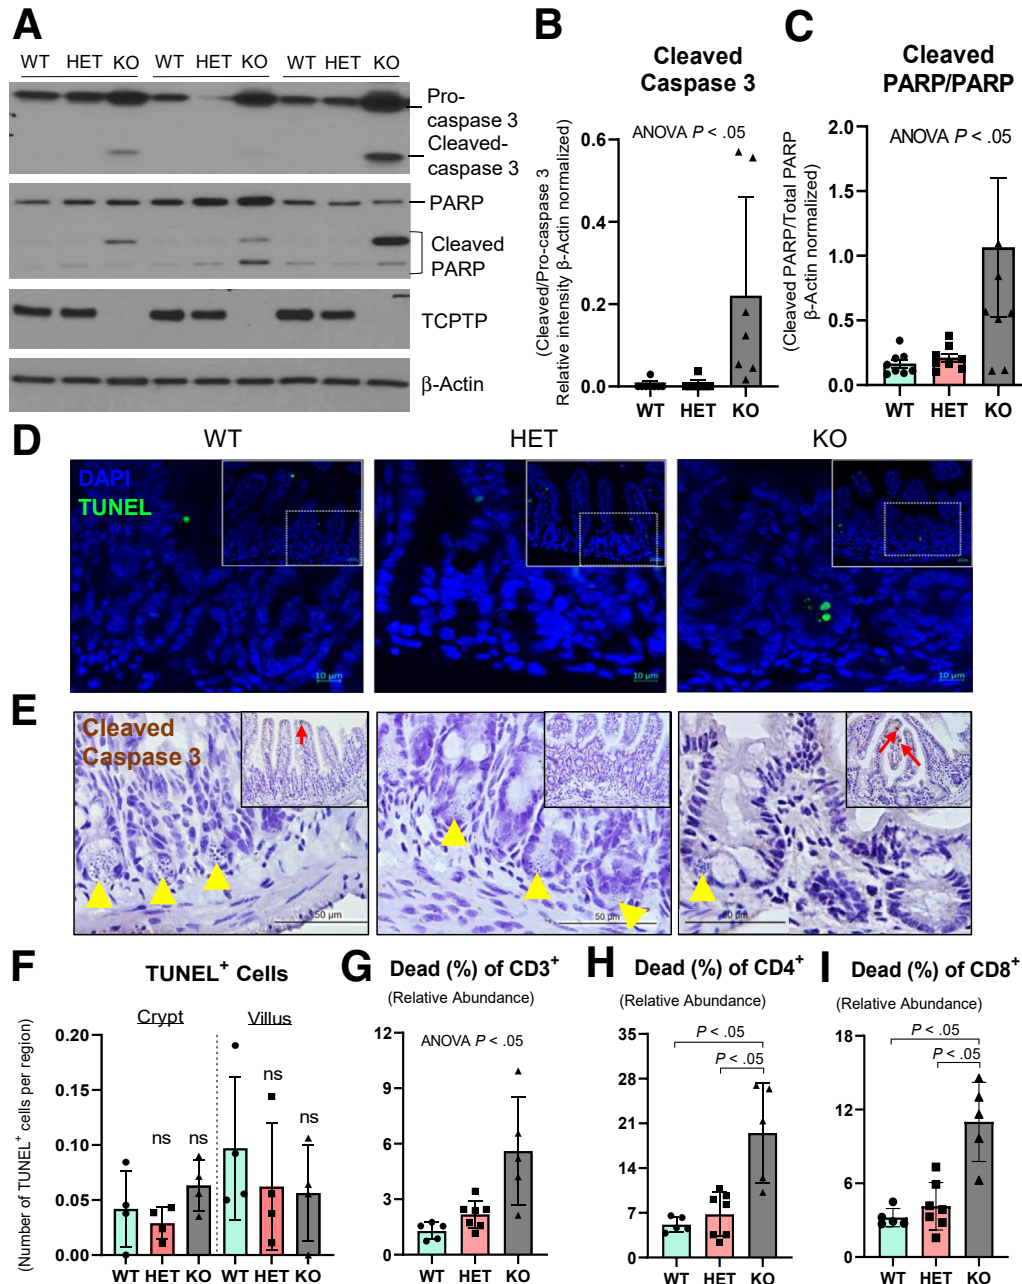 A
WT HET KO WT HET KO WT HET KO
Pro-
caspase 3
Cleaved-
caspase 3
PARP
Cleaved
PARP
TCPTP
β-Actin
B
Cleaved
Caspase 3
ANOVA P < .05
(Cleaved/Pro-caspase 3
Relative intensity β-Actin normalized)
0.6
0.4
0.2
0.0
WT HET KO
C
Cleaved
PARP/PARP
ANOVA P < .05
(Cleaved PARP/Total PARP
β-Actin normalized)
2.0
1.5
1.0
0.5
0.0
WT HET KO
D
WT HET KO
DAPI
TUNEL
10 μm
10 μm
10 μm
E
Cleaved
Caspase 3
50 μm
50 μm
50 μm
F
TUNEL⁺ Cells
Crypt Villus
(Number of TUNEL⁺ cells per region)
0.20
0.15
0.10
0.05
0.00
ns ns ns ns
WT HET KO WT HET KO
G
Dead (%) of CD3⁺
(Relative Abundance)
ANOVA P < .05
12
9
6
3
0
WT HET KO
H
Dead (%) of CD4⁺
(Relative Abundance)
P < .05
P < .05
35
28
21
14
7
0
WT HET KO
I
Dead (%) of CD8⁺
(Relative Abundance)
P < .05
P < .05
18
12
6
0
WT HET KO